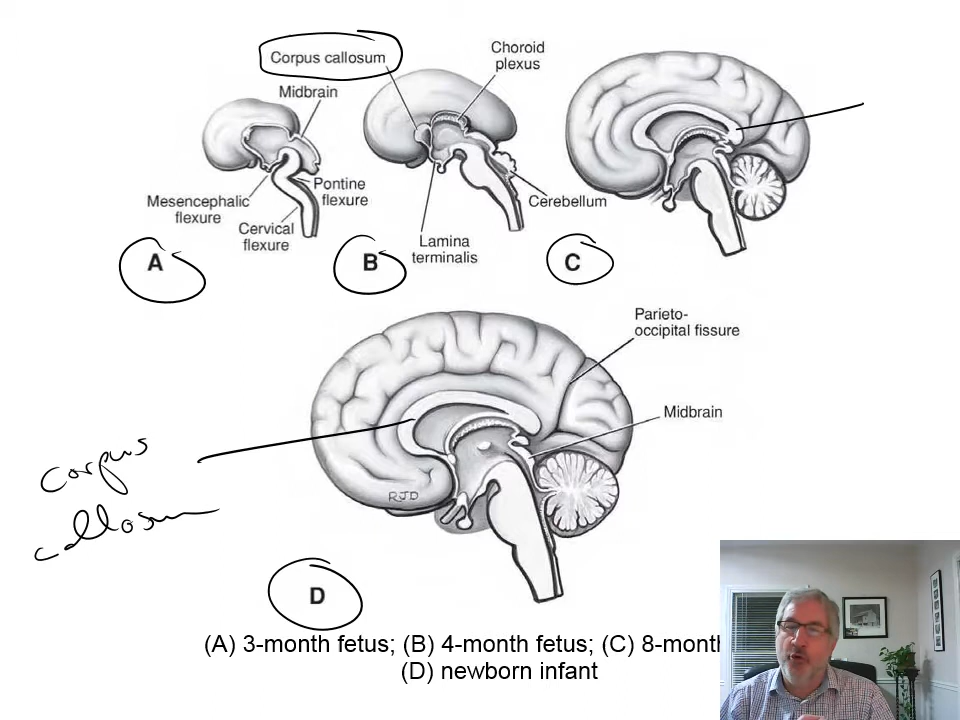 Corpus callosum
Choroid
plexus
Midbrain
Mesencephalic
flexure
Pontine
flexure
Cervical
flexure
Cerebellum
Lamina
terminalis
A
B
C
Parieto-
occipital fissure
Midbrain
corpus
callosum
RJD
D
(A) 3-month fetus; (B) 4-month fetus; (C) 8-month
(D) newborn infant